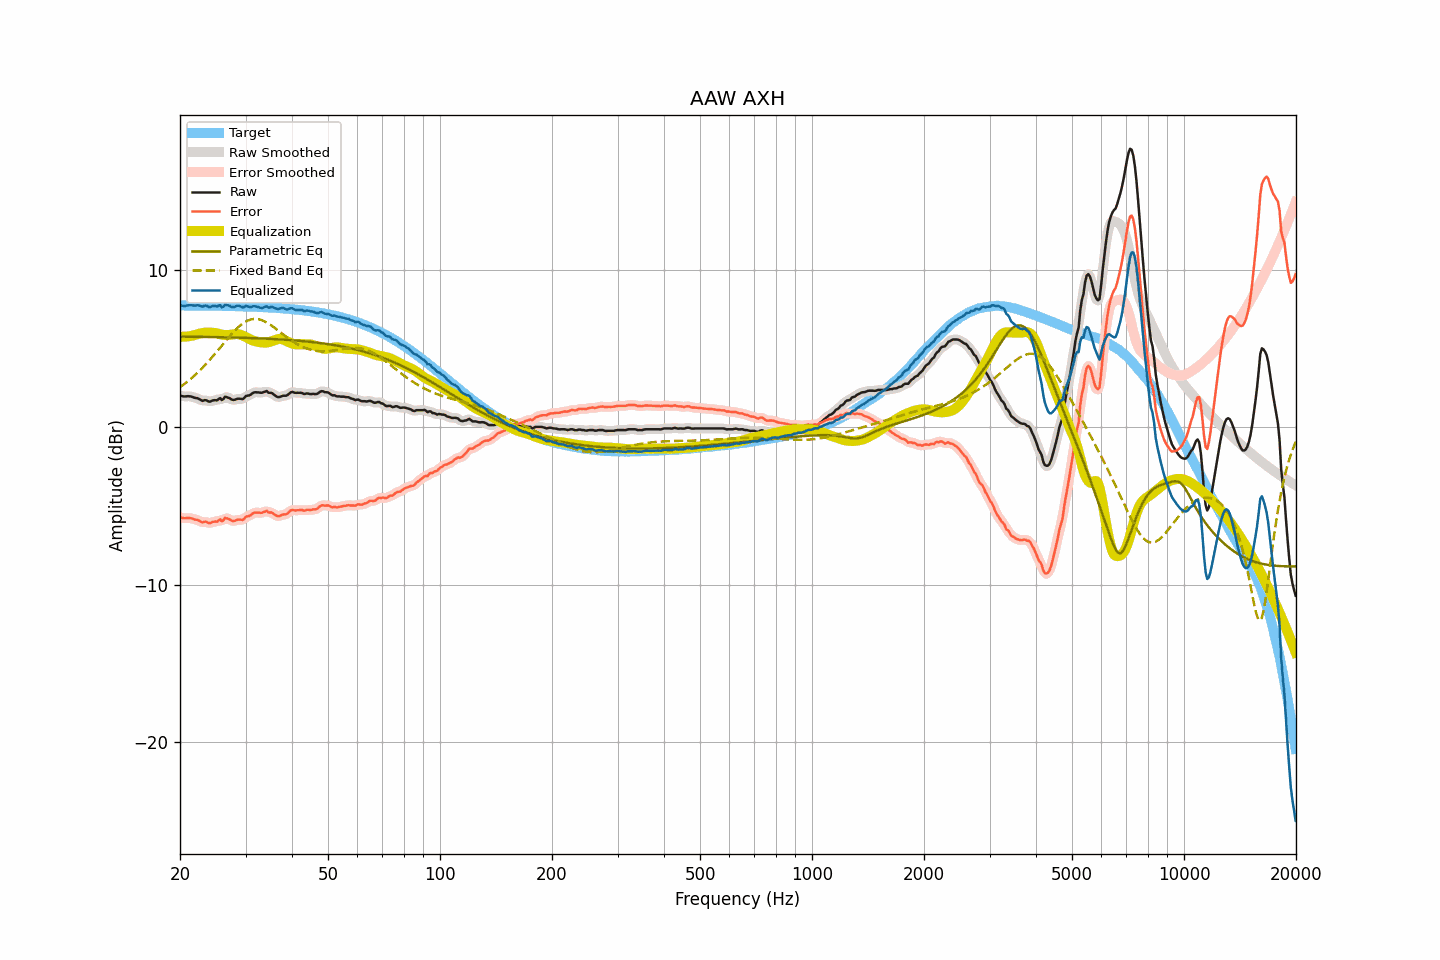 AAW AXH
Target
Raw Smoothed
Error Smoothed
Raw
Error
Equalization
Parametric Eq
Fixed Band Eq
Equalized
10
0
−10
−20
Amplitude (dBr)
20 50 100 200 500 1000 2000 5000 10000 20000
Frequency (Hz)